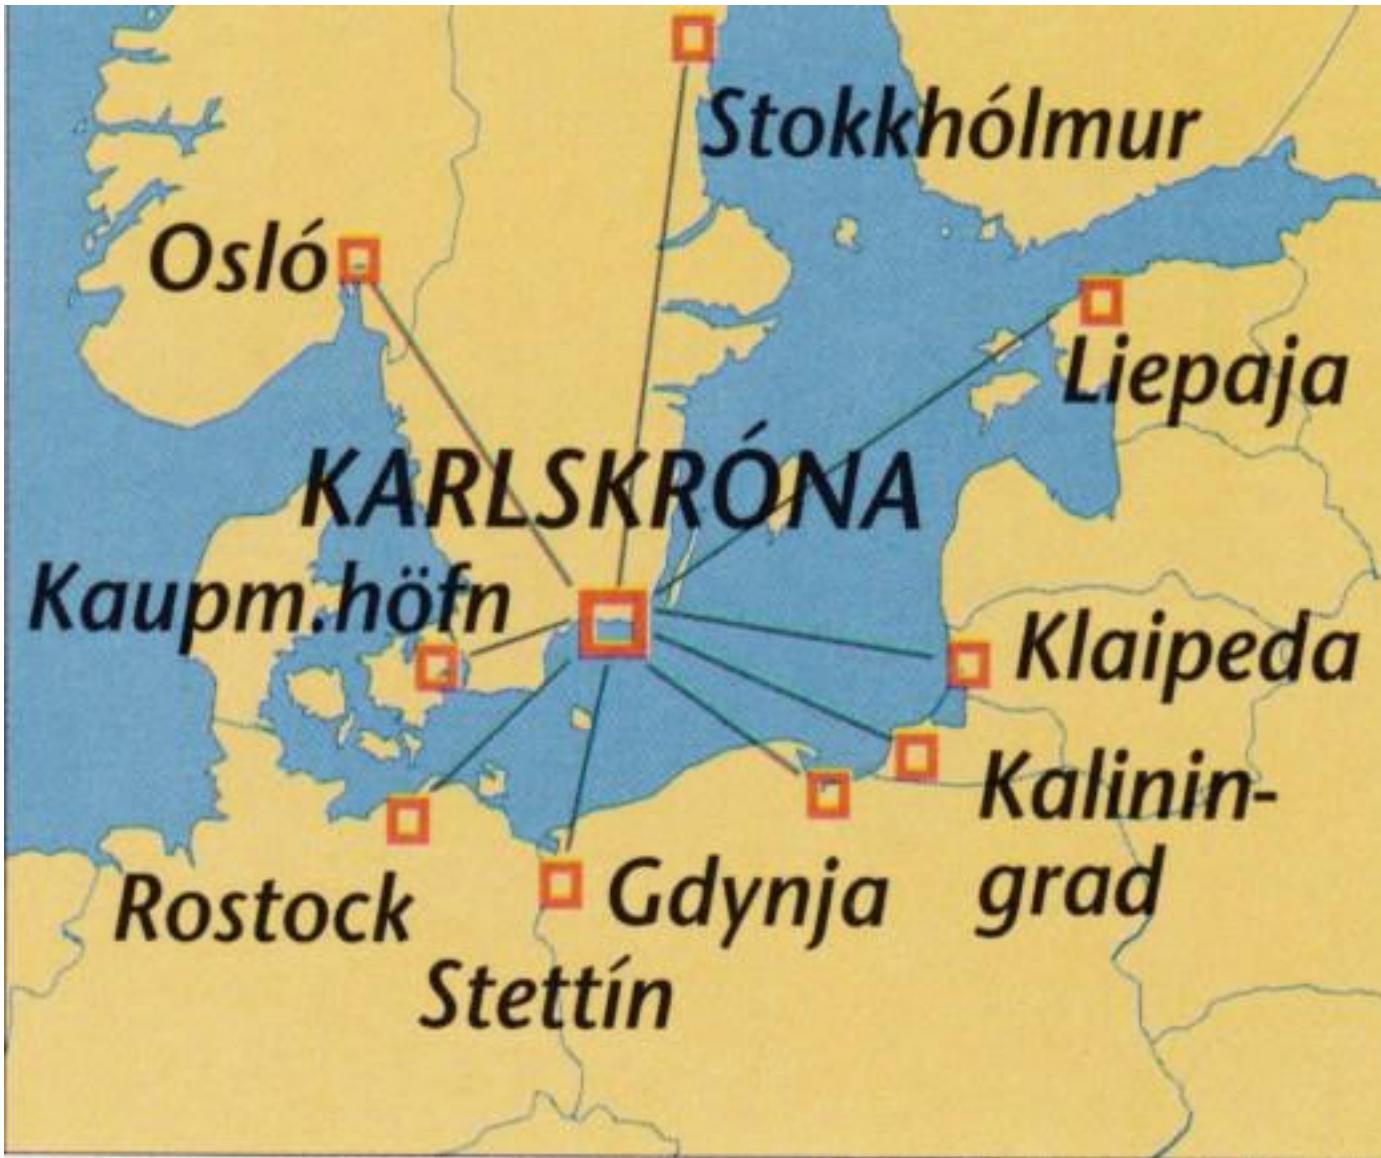 Stokkhólmur
Osló
Liepaja
KARLSKRÓNA
Kaupm.höfn
Klaipeda
Kalinin-
grad
Rostock
Gdynja
Stettín